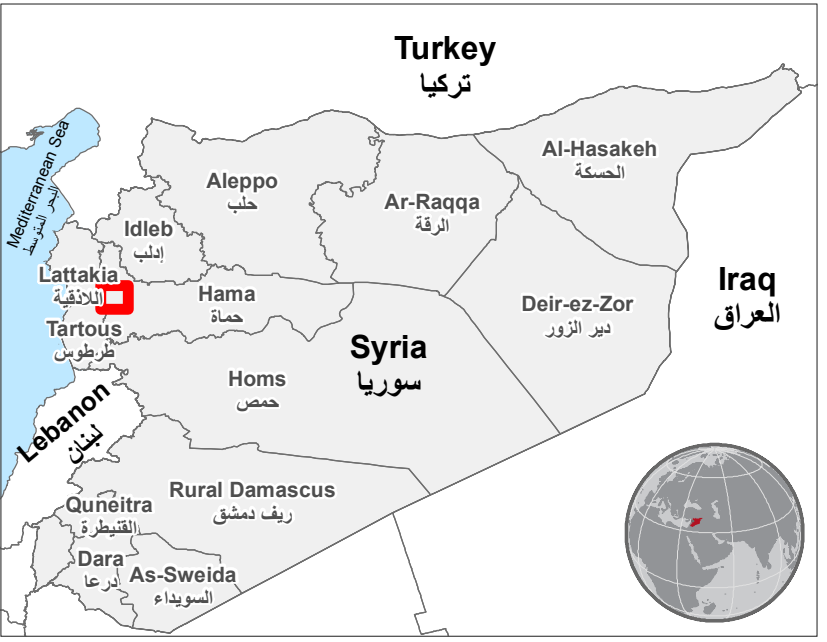 Turkey
تركيا
Mediterranean Sea
البحر المتوسط
Al-Hasakeh
الحسكة
Aleppo
حلب
Ar-Raqqa
الرقة
Idleb
إدلب
Lattakia
اللاذقية
Hama
حماة
Deir-ez-Zor
دير الزور
Iraq
العراق
Tartous
طرطوس
Syria
سوريا
Homs
حمص
Lebanon
لبنان
Rural Damascus
ريف دمشق
Quneitra
القنيطرة
Dara
درعا
As-Sweida
السويداء